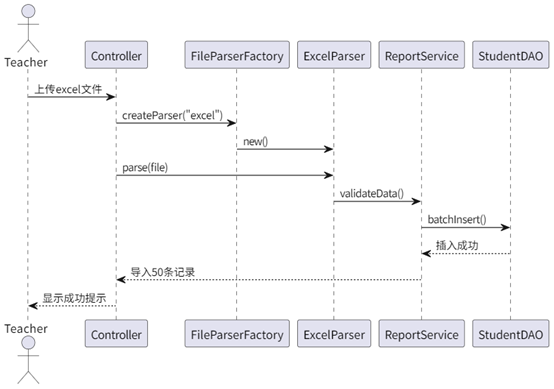 Teacher
Controller FileParserFactory ExcelParser ReportService StudentDAO
上传excel文件
createParser("excel")
new()
parse(file)
validateData()
batchInsert()
插入成功
导入50条记录
显示成功提示
Teacher
Controller FileParserFactory ExcelParser ReportService StudentDAO